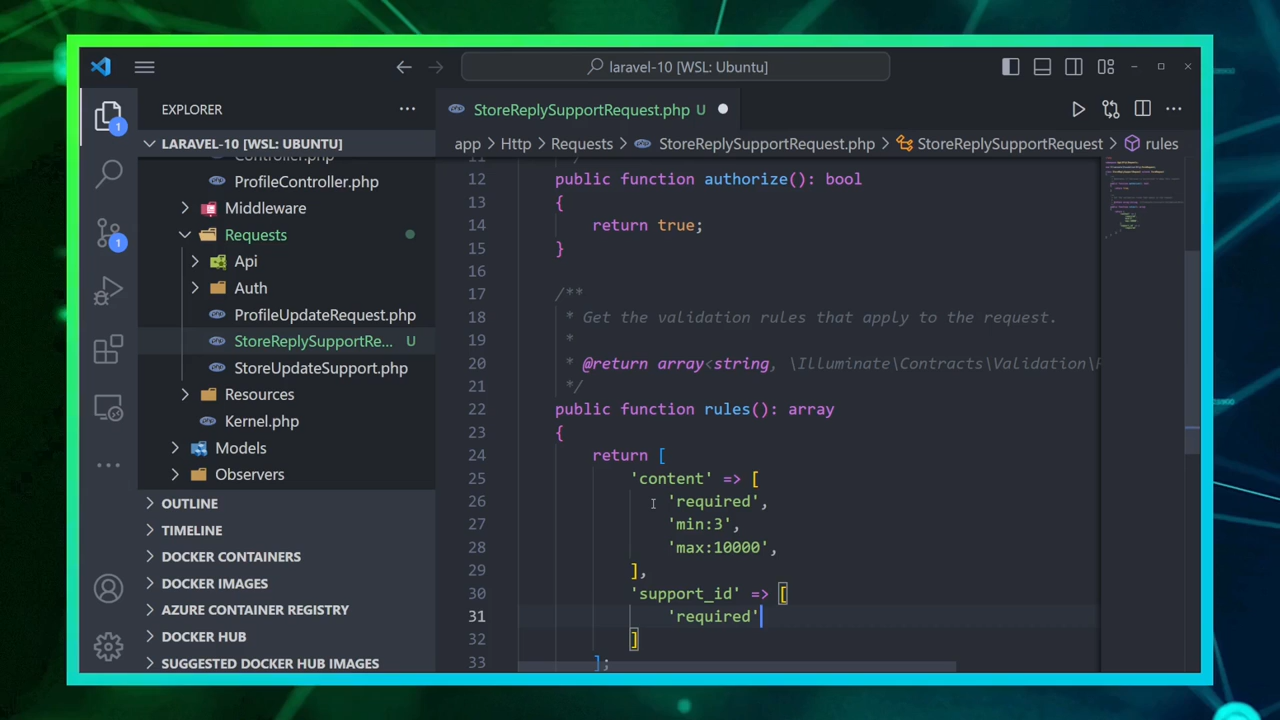 laravel-10 [WSL: Ubuntu]
EXPLORER
StoreReplySupportRequest.php U
1
LARAVEL-10 [WSL: UBUNTU]
app > Http > Requests > StoreReplySupportRequest.php > StoreReplySupportRequest > rules
Controller.php
ProfileController.php
Middleware
1
Requests
Api
Auth
ProfileUpdateRequest.php
StoreReplySupportRe... U
StoreUpdateSupport.php
Resources
Kernel.php
Models
Observers
OUTLINE
TIMELINE
DOCKER CONTAINERS
DOCKER IMAGES
AZURE CONTAINER REGISTRY
DOCKER HUB
SUGGESTED DOCKER HUB IMAGES
11 */
12 public function authorize(): bool
13 {
14 return true;
15 }
16
17 /**
18 * Get the validation rules that apply to the request.
19 *
20 * @return array<string, \Illuminate\Contracts\Validation\
21 */
22 public function rules(): array
23 {
24 return [
25 'content' => [
26 'required',
27 'min:3',
28 'max:10000',
29 ],
30 'support_id' => [
31 'required'
32 ]
33 ];